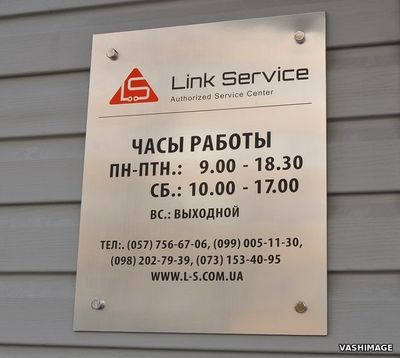 LS Link Service
Authorized Service Center
ЧАСЫ РАБОТЫ
ПН-ПТН.: 9.00 - 18.30
СБ.: 10.00 - 17.00
ВС.: ВЫХОДНОЙ
ТЕЛ:. (057) 756-67-06, (099) 005-11-30,
(098) 202-79-39, (073) 153-40-95
WWW.L-S.COM.UA
VASHIMAGE